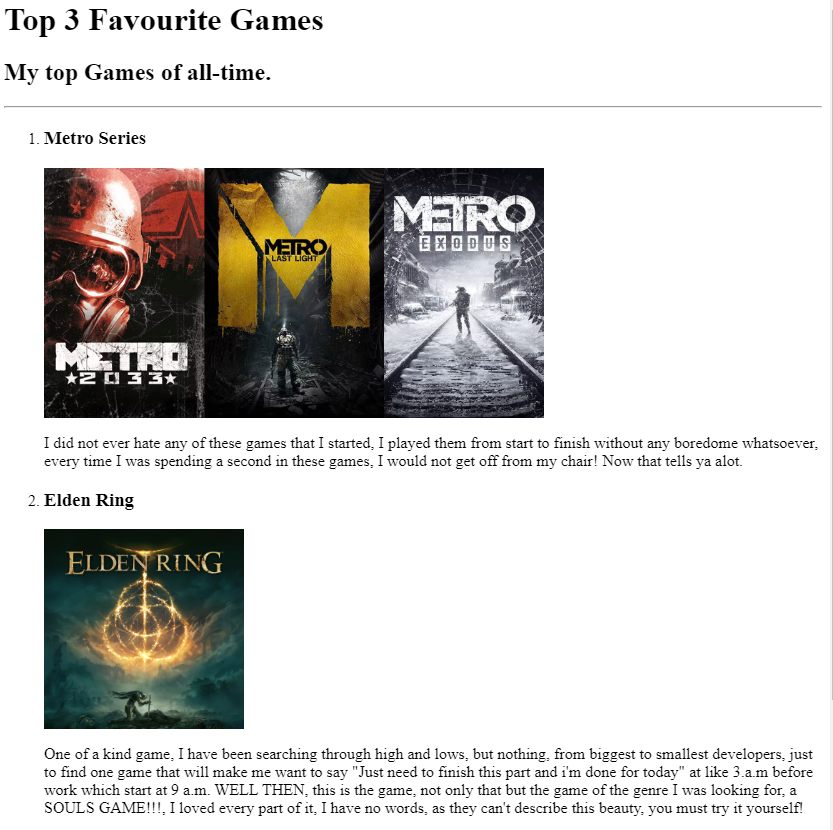 Top 3 Favourite Games
My top Games of all-time.
1. Metro Series
METRO
2033
METRO
LAST LIGHT
METRO
EXODUS
I did not ever hate any of these games that I started, I played them from start to finish without any boredome whatsoever,
every time I was spending a second in these games, I would not get off from my chair! Now that tells ya alot.
2. Elden Ring
ELDEN RING
One of a kind game, I have been searching through high and lows, but nothing, from biggest to smallest developers, just
to find one game that will make me want to say "Just need to finish this part and i'm done for today" at like 3.a.m before
work which start at 9 a.m. WELL THEN, this is the game, not only that but the game of the genre I was looking for, a
SOULS GAME!!!, I loved every part of it, I have no words, as they can't describe this beauty, you must try it yourself!